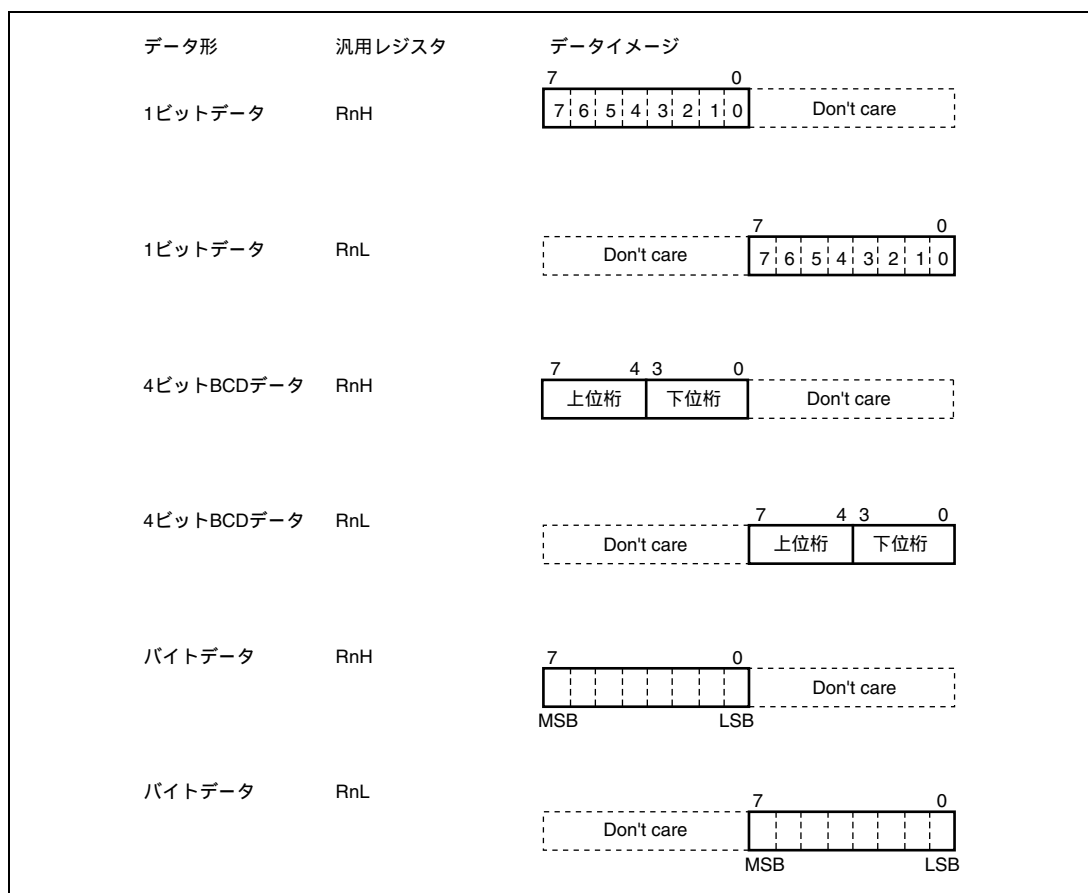 データ形 汎用レジスタ データイメージ
7 0
1ビットデータ RnH 7 6 5 4 3 2 1 0 Don't care
7 0
1ビットデータ RnL Don't care 7 6 5 4 3 2 1 0
7 4 3 0
4ビットBCDデータ RnH 上位桁 下位桁 Don't care
7 4 3 0
4ビットBCDデータ RnL Don't care 上位桁 下位桁
7 0
バイトデータ RnH Don't care
MSB LSB
7 0
バイトデータ RnL Don't care
MSB LSB